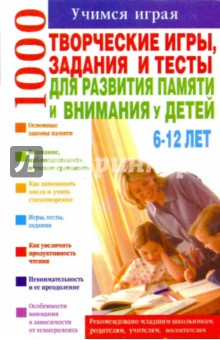 Учимся играя
1000
ТВОРЧЕСКИЕ ИГРЫ,
ЗАДАНИЯ И ТЕСТЫ
ДЛЯ РАЗВИТИЯ ПАМЯТИ
И ВНИМАНИЯ У ДЕТЕЙ
6-12 ЛЕТ
Основные
законы памяти
Внимание,
Как запоминать
числа и учить
стихотворения
Игры, тесты,
задания
Как увеличить
продуктивность
чтения
Невнимательность
и ее преодоление
Особенности
внимания в
зависимости
от темперамента
Рекомендовано младшим школьникам,
родителям, учителям, воспитателям